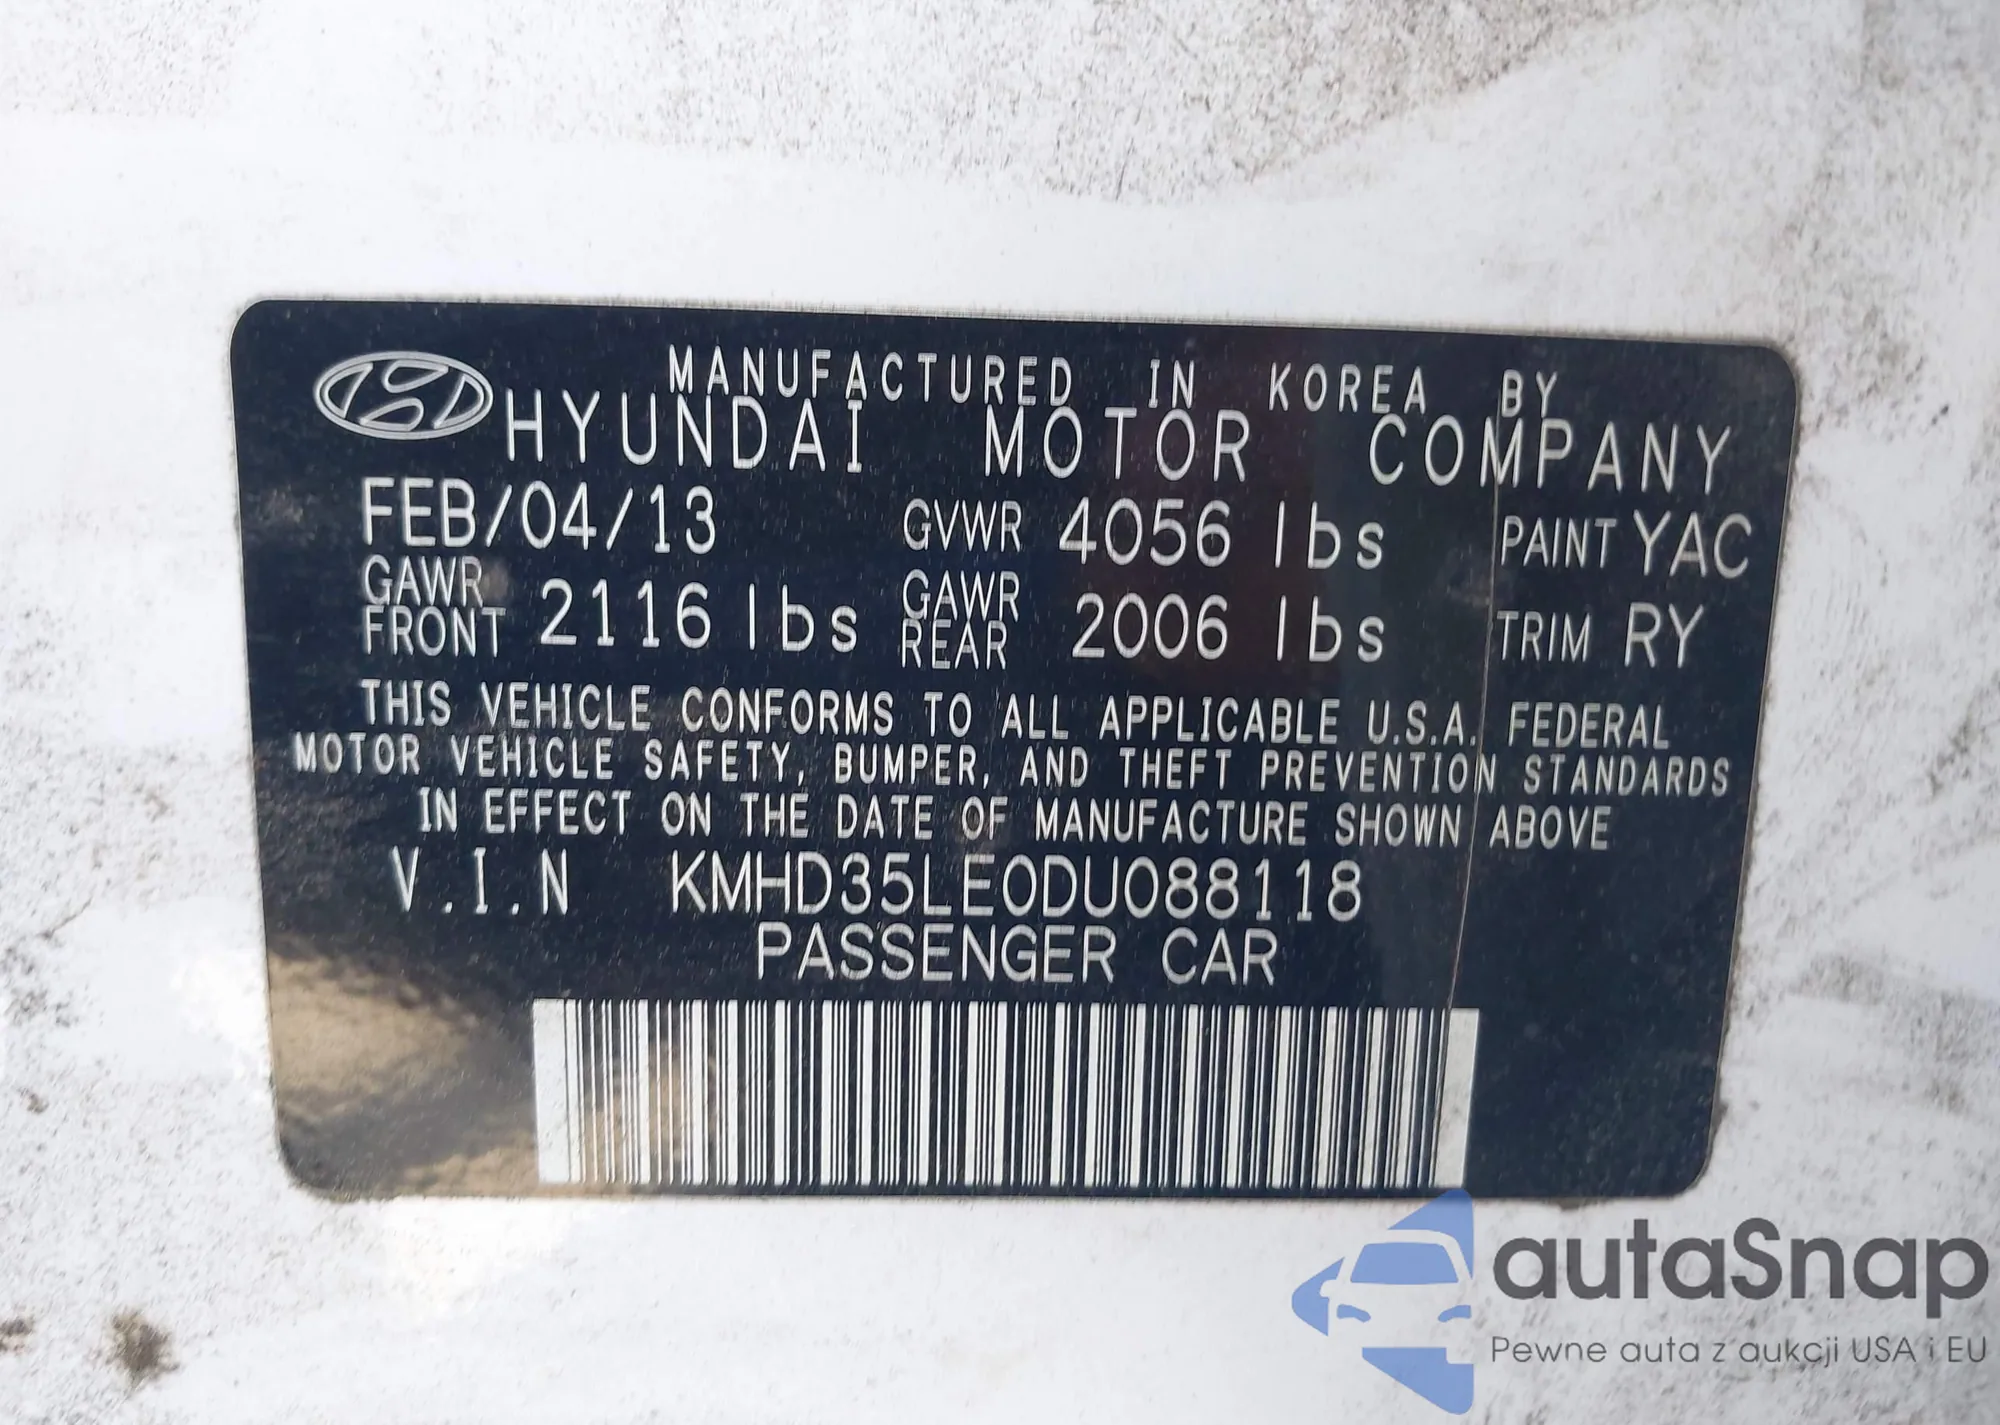 MANUFACTURED IN KOREA BY
HYUNDAI MOTOR COMPANY
FEB/04/13 GVWR 4056 lbs PAINT YAC
GAWR FRONT 2116 lbs GAWR REAR 2006 lbs TRIM RY
THIS VEHICLE CONFORMS TO ALL APPLICABLE U.S.A. FEDERAL
MOTOR VEHICLE SAFETY, BUMPER, AND THEFT PREVENTION STANDARDS
IN EFFECT ON THE DATE OF MANUFACTURE SHOWN ABOVE
V.I.N KMHD35LE0DU088118
PASSENGER CAR
autaSnap
Pewne auta z aukcji USA i EU